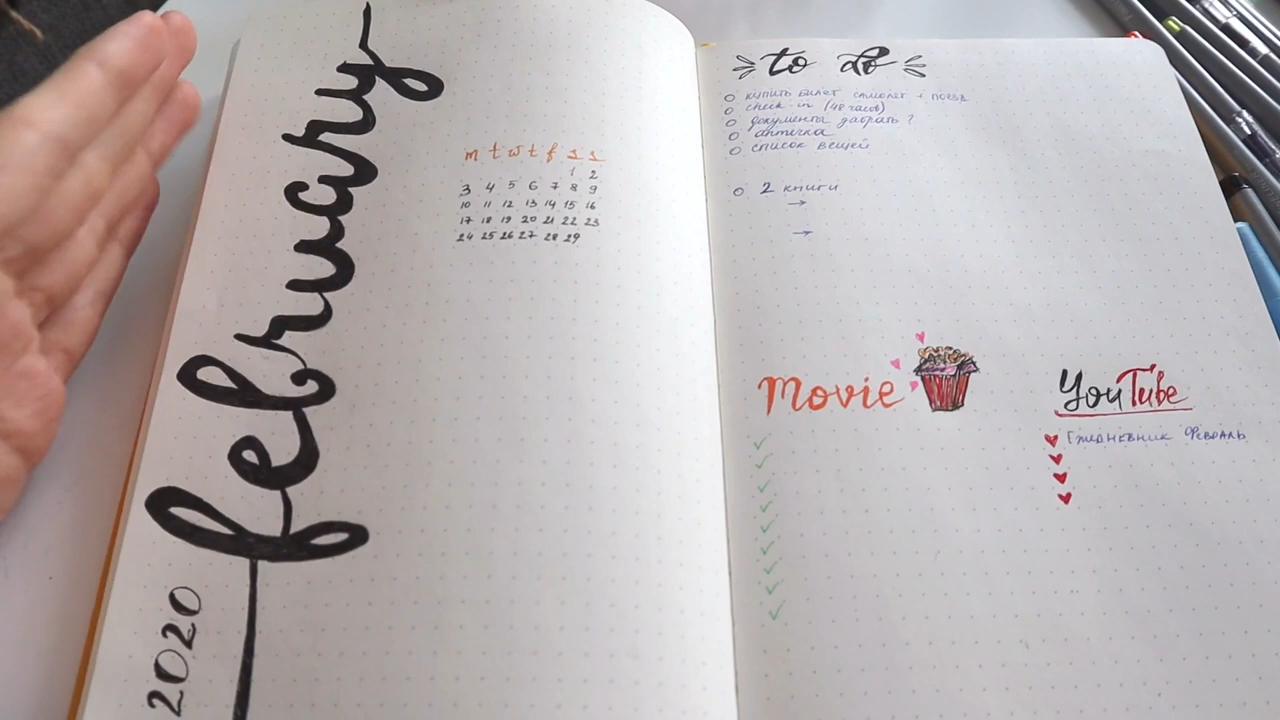 february
2020
m t w t f s s
1 2
3 4 5 6 7 8 9
10 11 12 13 14 15 16
17 18 19 20 21 22 23
24 25 26 27 28 29
to do
купить билет самолет + поезд
check-in (48 часов)
документы забрать ?
аптечка
список вещей
2 книги
→
→
Movie
YouTube
Ежедневник Февраль